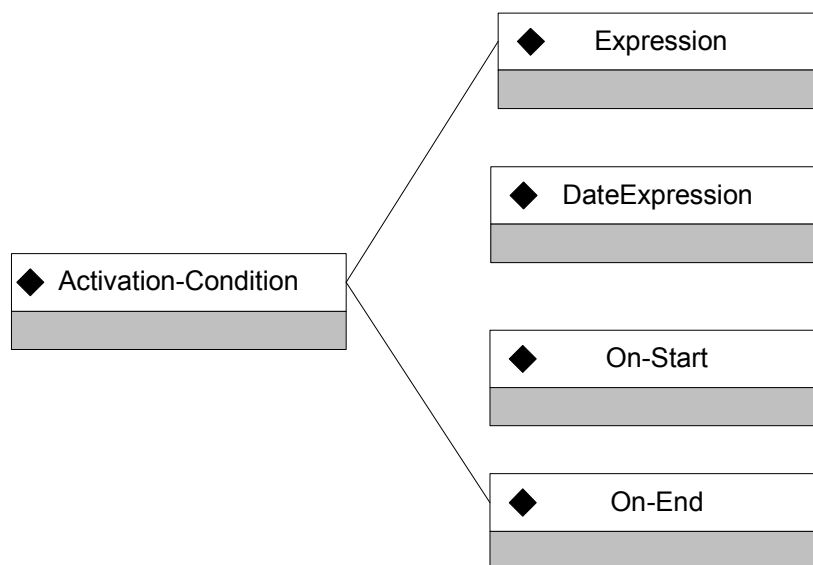 Expression
DateExpression
Activation-Condition
On-Start
On-End